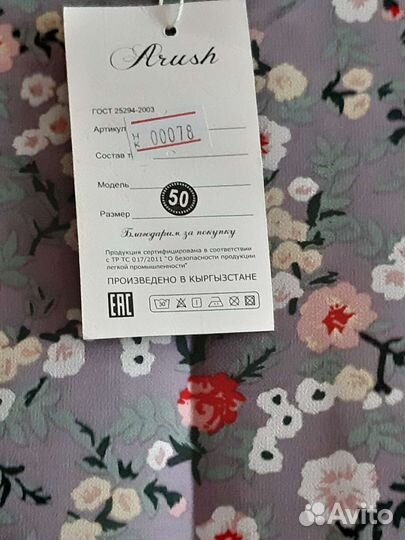 Arush
ГОСТ 25294-2003
Артикул
Н/К 00078
Состав т
Модель
50
Размер
Благодарим за покупку
Продукция сертифицирована в соответствии
с ТР ТС 017/2011 "О безопасности продукции
легкой промышленности"
ПРОИЗВЕДЕНО В КЫРГЫЗСТАНЕ
EAC
30°
Avito